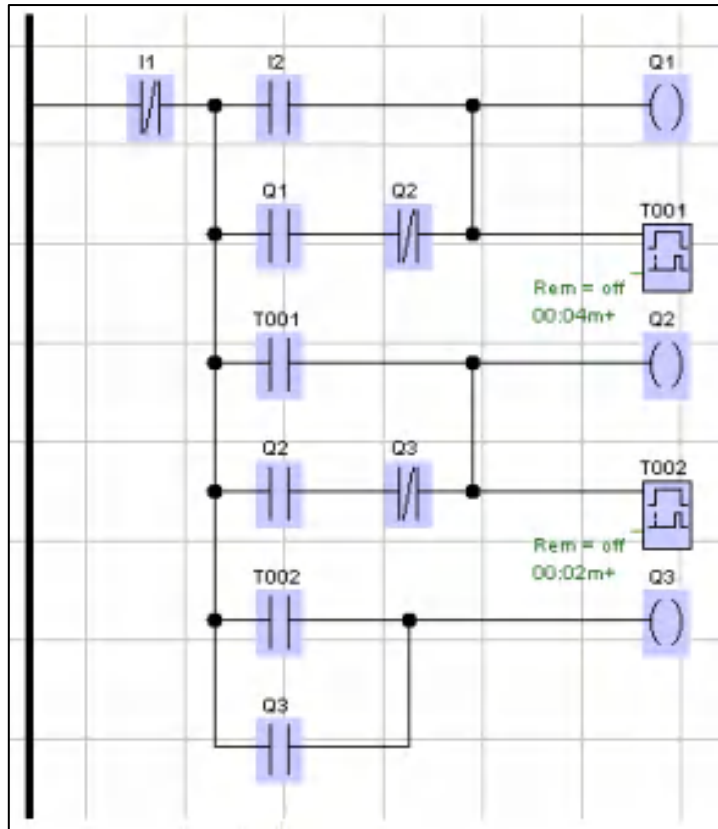 I1 I2 Q1
Q1 Q2 T001
Rem = off
00:04m+
T001 Q2
Q2 Q3 T002
Rem = off
00:02m+
T002 Q3
Q3